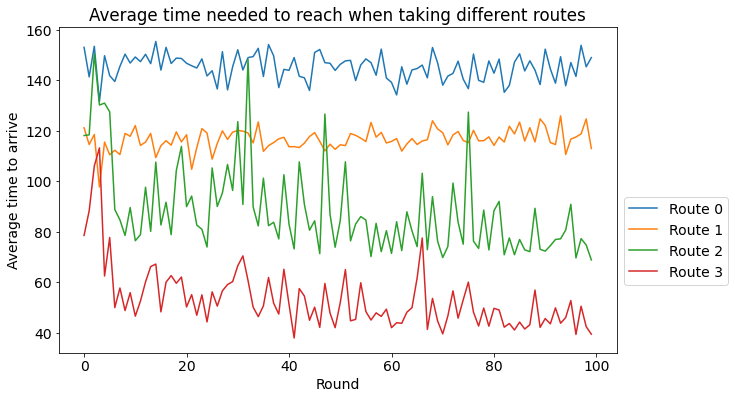 Average time needed to reach when taking different routes
Average time to arrive
160
140
120
100
80
60
40
0
20
40
60
80
100
Round
Route 0
Route 1
Route 2
Route 3